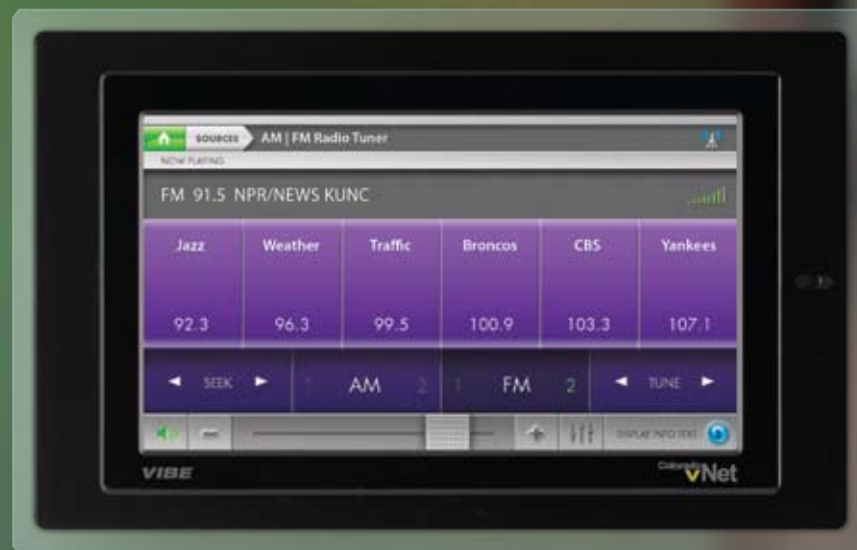 SOURCES AM | FM Radio Tuner
NOW PLAYING
FM 91.5 NPR/NEWS KUNC
Jazz Weather Traffic Broncos CBS Yankees
92.3 96.3 99.5 100.9 103.3 107.1
SEEK 1 AM 2 1 FM 2 TUNE
DISPLAY INFO TEXT
VIBE Colorado vNet